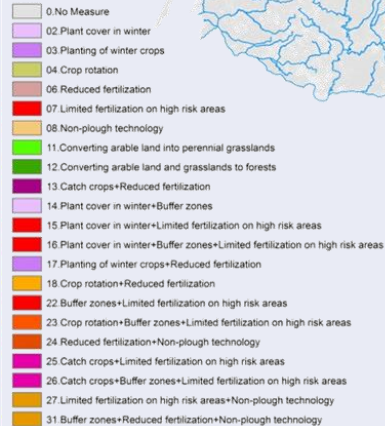 0.No Measure
02.Plant cover in winter
03.Planting of winter crops
04.Crop rotation
06.Reduced fertilization
07.Limited fertilization on high risk areas
08.Non-plough technology
11.Converting arable land into perennial grasslands
12.Converting arable land and grasslands to forests
13.Catch crops+Reduced fertilization
14.Plant cover in winter+Buffer zones
15.Plant cover in winter+Limited fertilization on high risk areas
16.Plant cover in winter+Buffer zones+Limited fertilization on high risk areas
17.Planting of winter crops+Reduced fertilization
18.Crop rotation+Reduced fertilization
22.Buffer zones+Limited fertilization on high risk areas
23.Crop rotation+Buffer zones+Limited fertilization on high risk areas
24.Reduced fertilization+Non-plough technology
25.Catch crops+Limited fertilization on high risk areas
26.Catch crops+Buffer zones+Limited fertilization on high risk areas
27.Limited fertilization on high risk areas+Non-plough technology
31.Buffer zones+Reduced fertilization+Non-plough technology